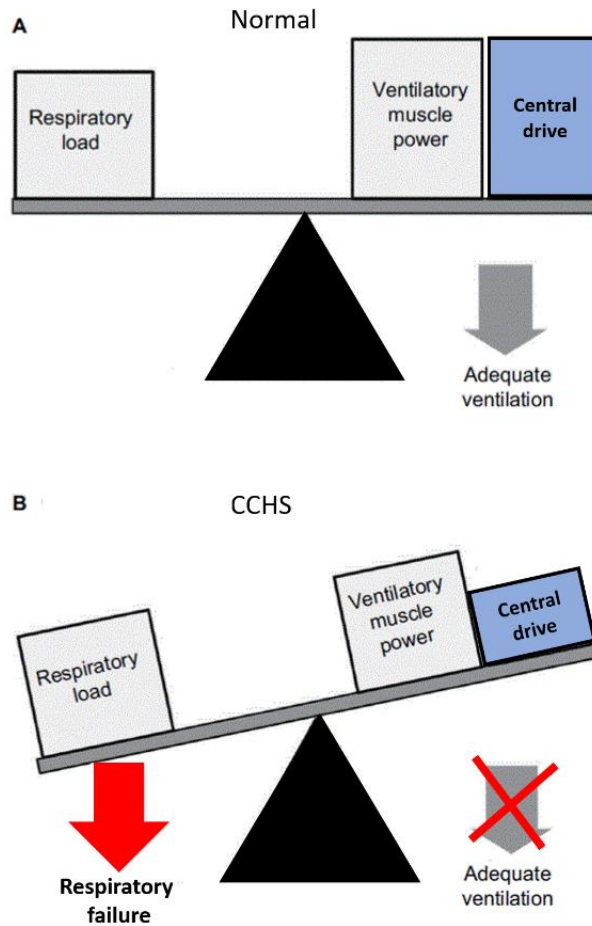 A
Normal
Respiratory
load
Ventilatory
muscle
power
Central
drive
Adequate
ventilation
B
CCHS
Respiratory
load
Ventilatory
muscle
power
Central
drive
Respiratory
failure
Adequate
ventilation